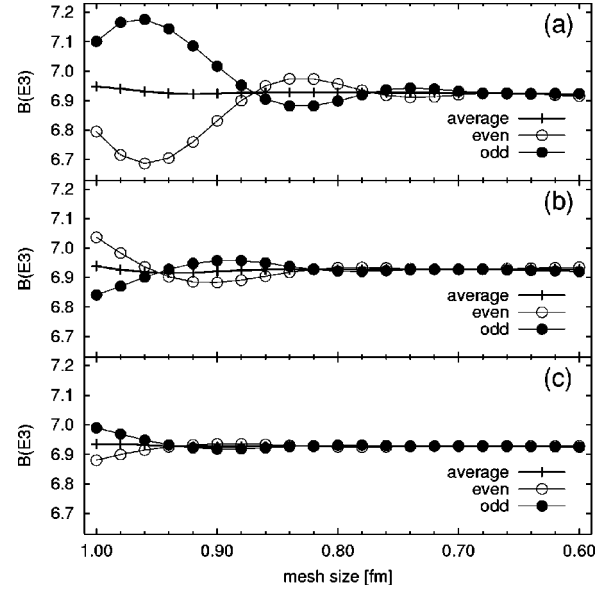 (a)
7.2
7.1
7.0
6.9
6.8
6.7
B(E3)
average
even
odd
(b)
7.2
7.1
7.0
6.9
6.8
6.7
B(E3)
average
even
odd
(c)
7.2
7.1
7.0
6.9
6.8
6.7
B(E3)
average
even
odd
1.00 0.90 0.80 0.70 0.60
mesh size [fm]